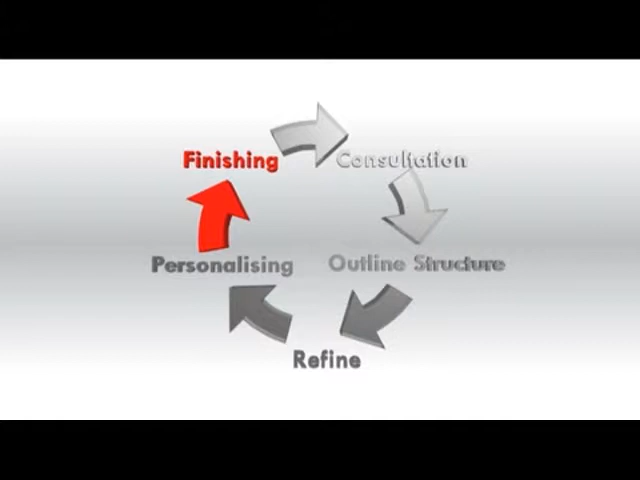 Finishing
Consultation
Personalising
Outline Structure
Refine